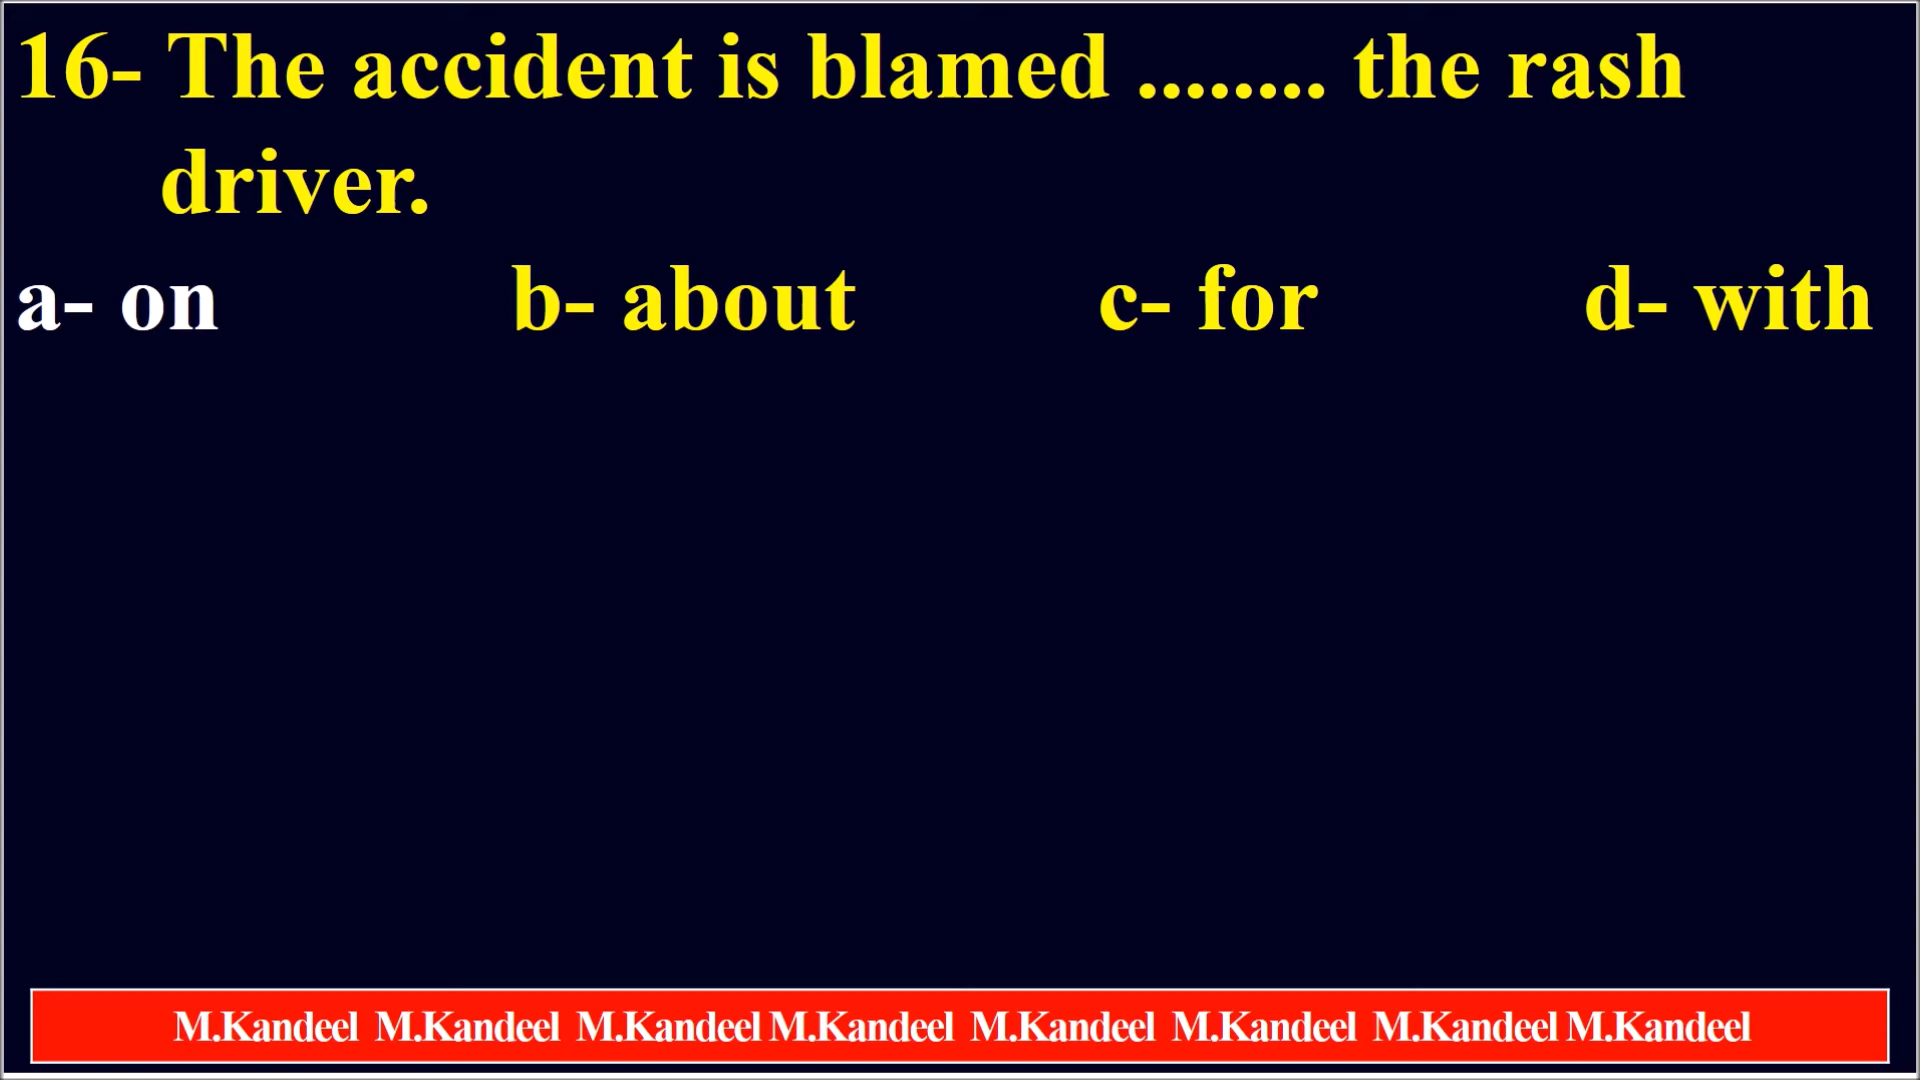 16- The accident is blamed ........ the rash
driver.
a- on b- about c- for d- with
M.Kandeel M.Kandeel M.Kandeel M.Kandeel M.Kandeel M.Kandeel M.Kandeel M.Kandeel